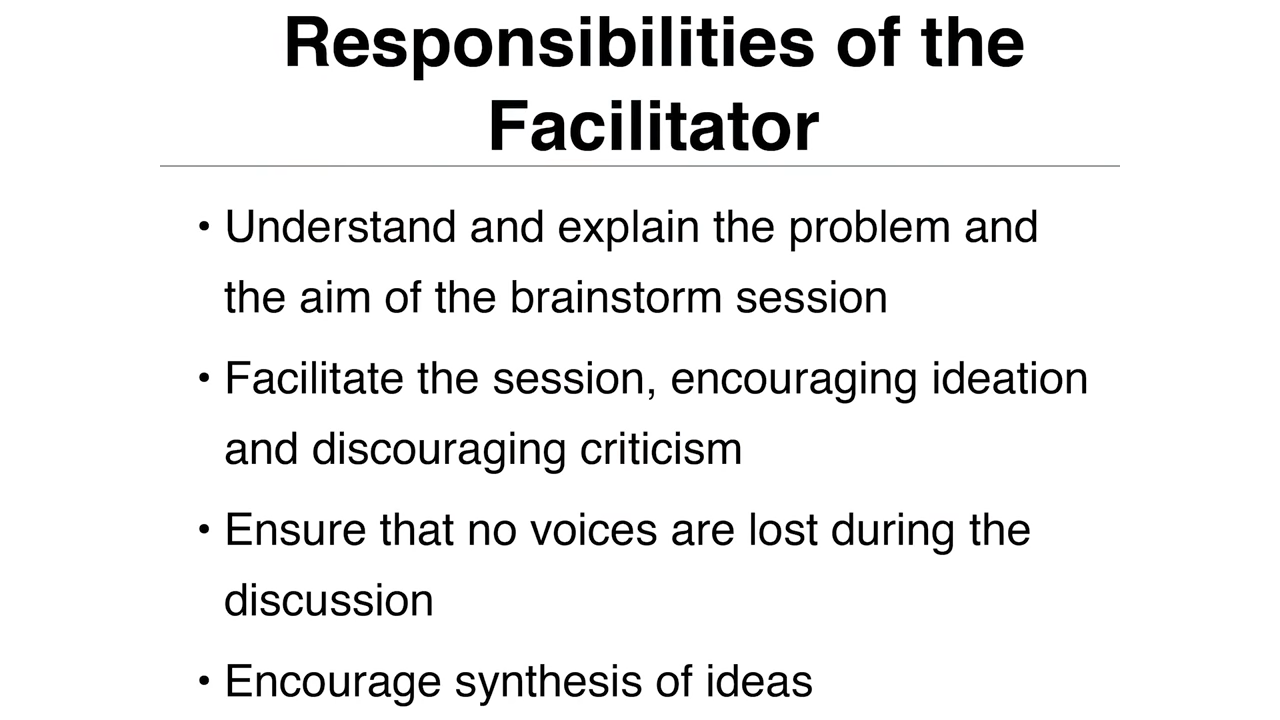 Responsibilities of the
Facilitator
• Understand and explain the problem and
the aim of the brainstorm session
• Facilitate the session, encouraging ideation
and discouraging criticism
• Ensure that no voices are lost during the
discussion
• Encourage synthesis of ideas